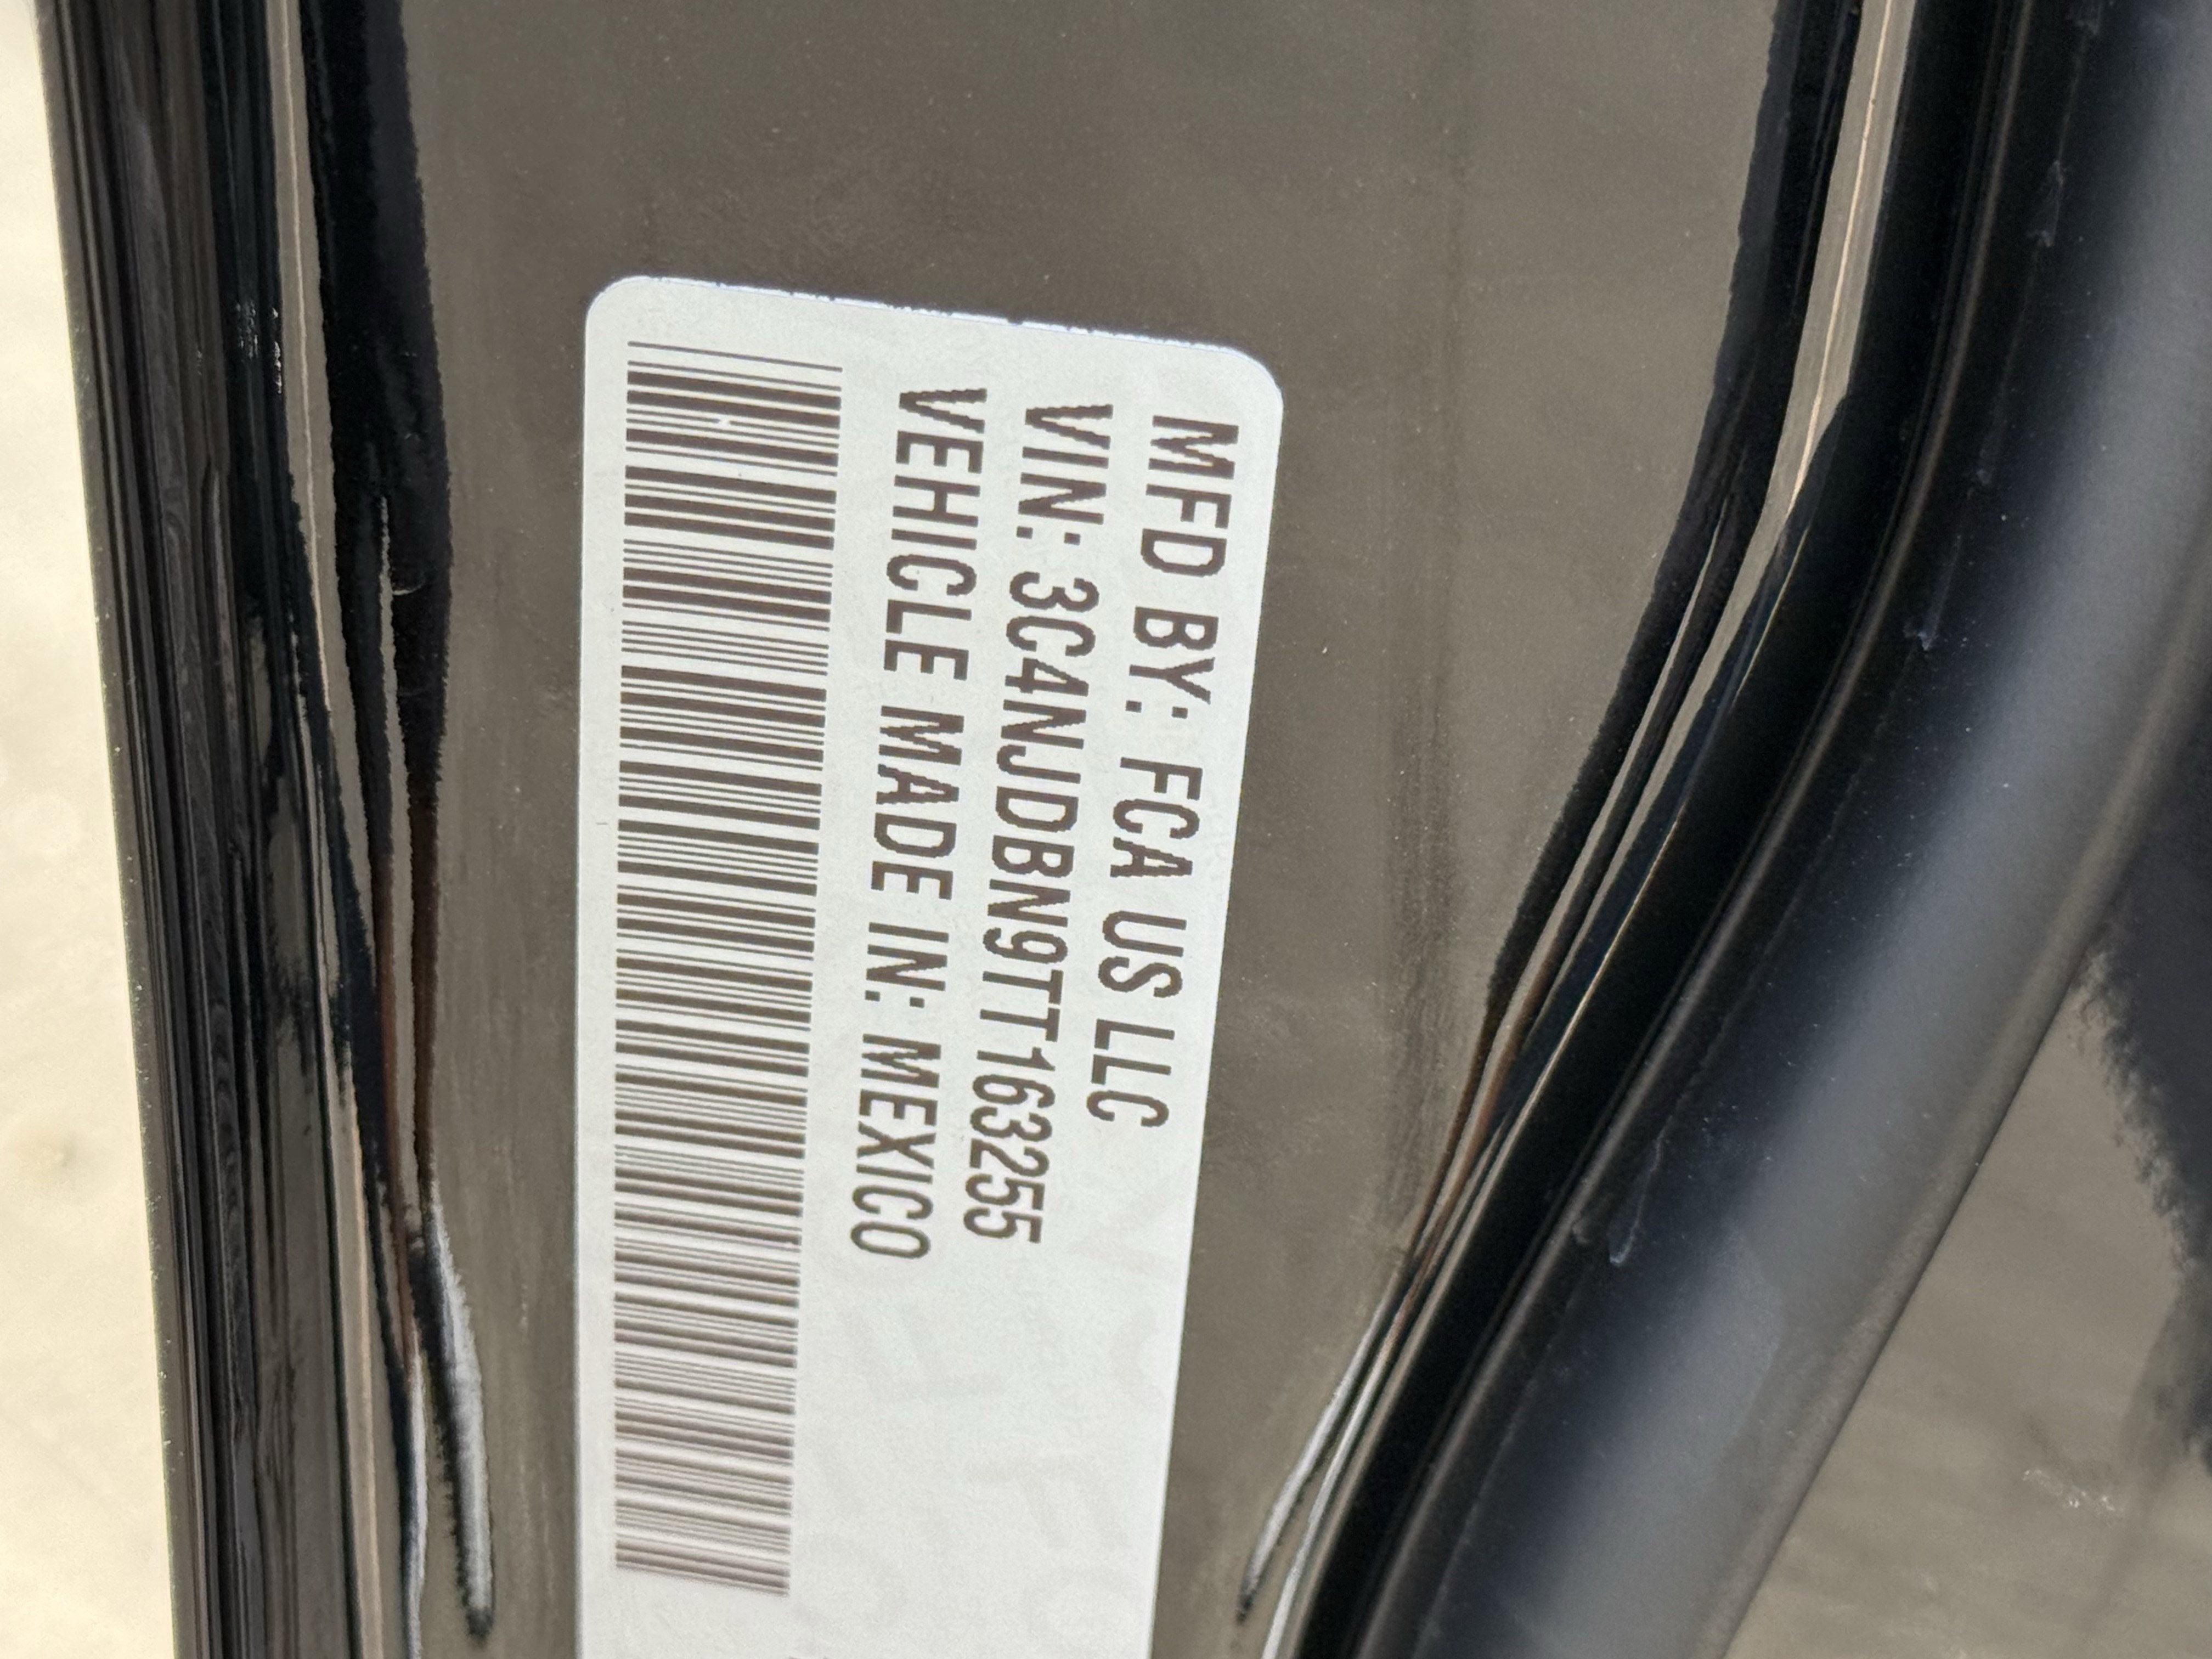 MFD BY: FCA US LLC
VIN: 3C4NJDBN9TT163255
VEHICLE MADE IN: MEXICO